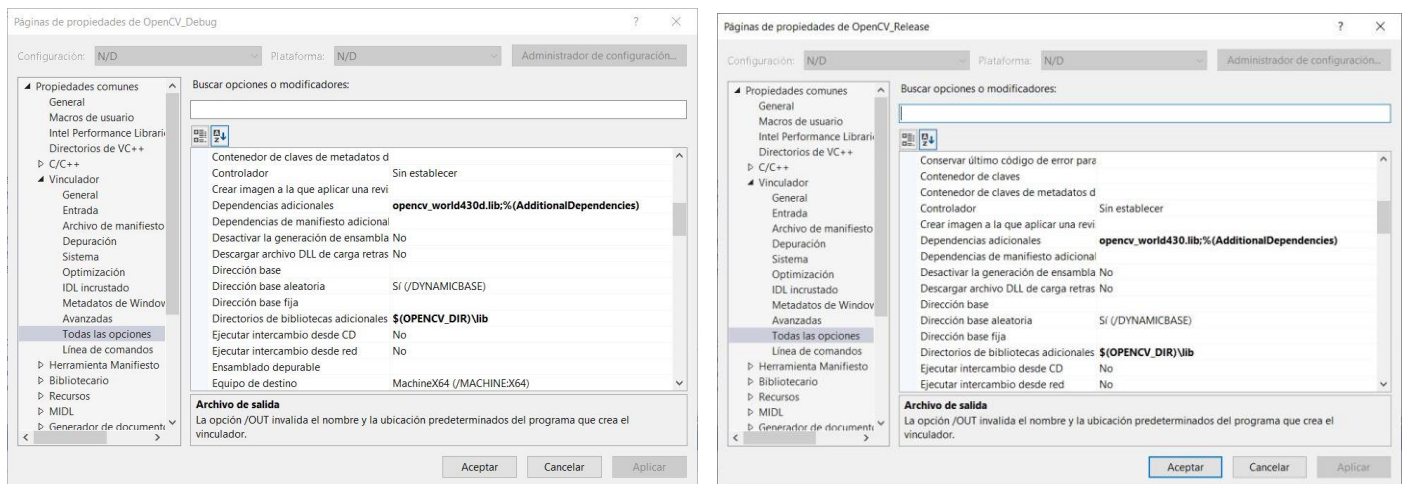 Páginas de propiedades de OpenCV_Debug
? ×
Configuración: N/D
Plataforma: N/D
Administrador de configuración...
Propiedades comunes
General
Macros de usuario
Intel Performance Librari
Directorios de VC++
C/C++
Vinculador
General
Entrada
Archivo de manifiesto
Depuración
Sistema
Optimización
IDL incrustado
Metadatos de Window
Avanzadas
Todas las opciones
Línea de comandos
Herramienta Manifiesto
Bibliotecario
Recursos
MIDL
Generador de documento
Buscar opciones o modificadores:
Contenedor de claves de metadatos d
Controlador Sin establecer
Crear imagen a la que aplicar una revi
Dependencias adicionales opencv_world430d.lib;%(AdditionalDependencies)
Dependencias de manifiesto adicional
Desactivar la generación de ensambla No
Descargar archivo DLL de carga retras No
Dirección base
Dirección base aleatoria Sí (/DYNAMICBASE)
Dirección base fija
Directorios de bibliotecas adicionales $(OPENCV_DIR)\lib
Ejecutar intercambio desde CD No
Ejecutar intercambio desde red No
Ensamblado depurable
Equipo de destino MachineX64 (/MACHINE:X64)
Archivo de salida
La opción /OUT invalida el nombre y la ubicación predeterminados del programa que crea el
vinculador.
Aceptar Cancelar Aplicar
Páginas de propiedades de OpenCV_Release
? ×
Configuración: N/D
Plataforma: N/D
Administrador de configuración...
Propiedades comunes
General
Macros de usuario
Intel Performance Librari
Directorios de VC++
C/C++
Vinculador
General
Entrada
Archivo de manifiesto
Depuración
Sistema
Optimización
IDL incrustado
Metadatos de Window
Avanzadas
Todas las opciones
Línea de comandos
Herramienta Manifiesto
Bibliotecario
Recursos
MIDL
Generador de documento
Buscar opciones o modificadores:
Conservar último código de error para
Contenedor de claves
Contenedor de claves de metadatos d
Controlador Sin establecer
Crear imagen a la que aplicar una revi
Dependencias adicionales opencv_world430.lib;%(AdditionalDependencies)
Dependencias de manifiesto adicional
Desactivar la generación de ensambla No
Descargar archivo DLL de carga retras No
Dirección base
Dirección base aleatoria Sí (/DYNAMICBASE)
Dirección base fija
Directorios de bibliotecas adicionales $(OPENCV_DIR)\lib
Ejecutar intercambio desde CD No
Ejecutar intercambio desde red No
Archivo de salida
La opción /OUT invalida el nombre y la ubicación predeterminados del programa que crea el
vinculador.
Aceptar Cancelar Aplicar